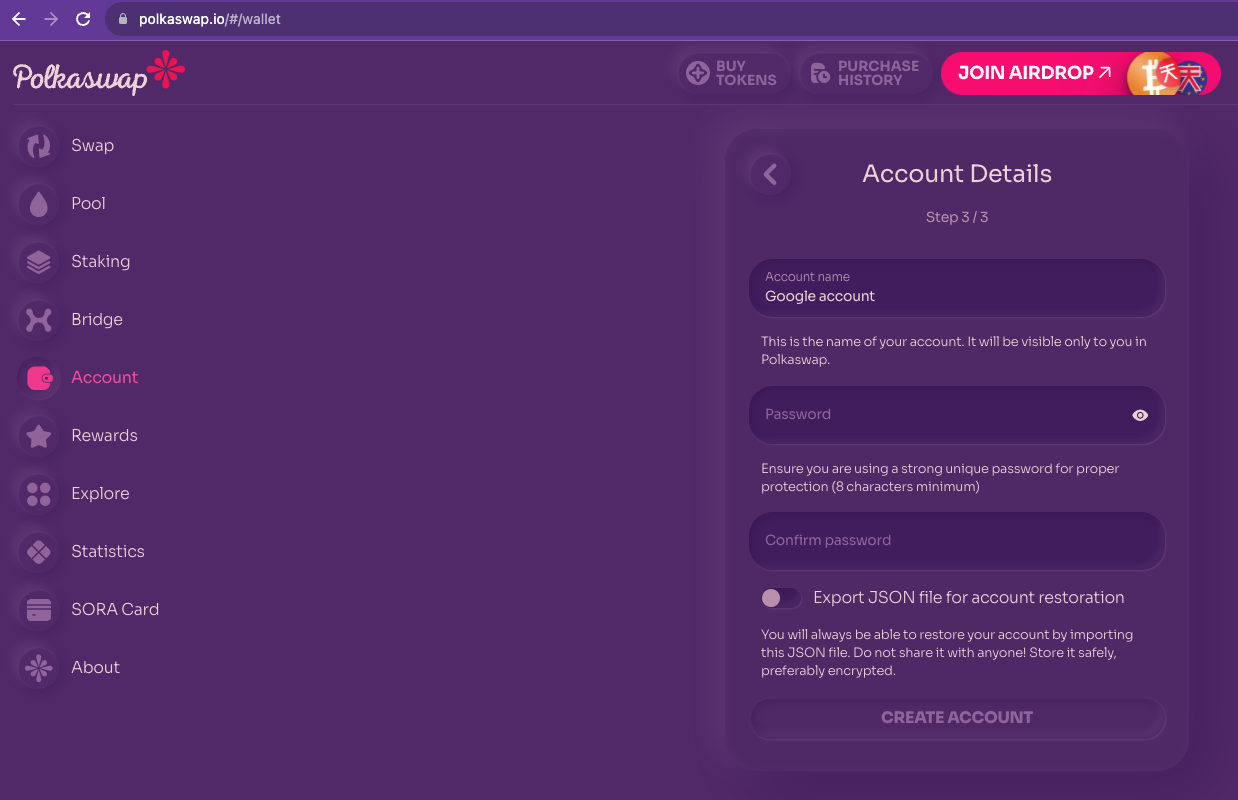 polkaswap.io/#/wallet
Polkaswap
BUY
TOKENS
PURCHASE
HISTORY
JOIN AIRDROP
天
Swap
Pool
Staking
Bridge
Account
Rewards
Explore
Statistics
SORA Card
About
Account Details
Step 3 / 3
Account name
Google account
This is the name of your account. It will be visible only to you in
Polkaswap.
Password
Ensure you are using a strong unique password for proper
protection (8 characters minimum)
Confirm password
Export JSON file for account restoration
You will always be able to restore your account by importing
this JSON file. Do not share it with anyone! Store it safely,
preferably encrypted.
CREATE ACCOUNT